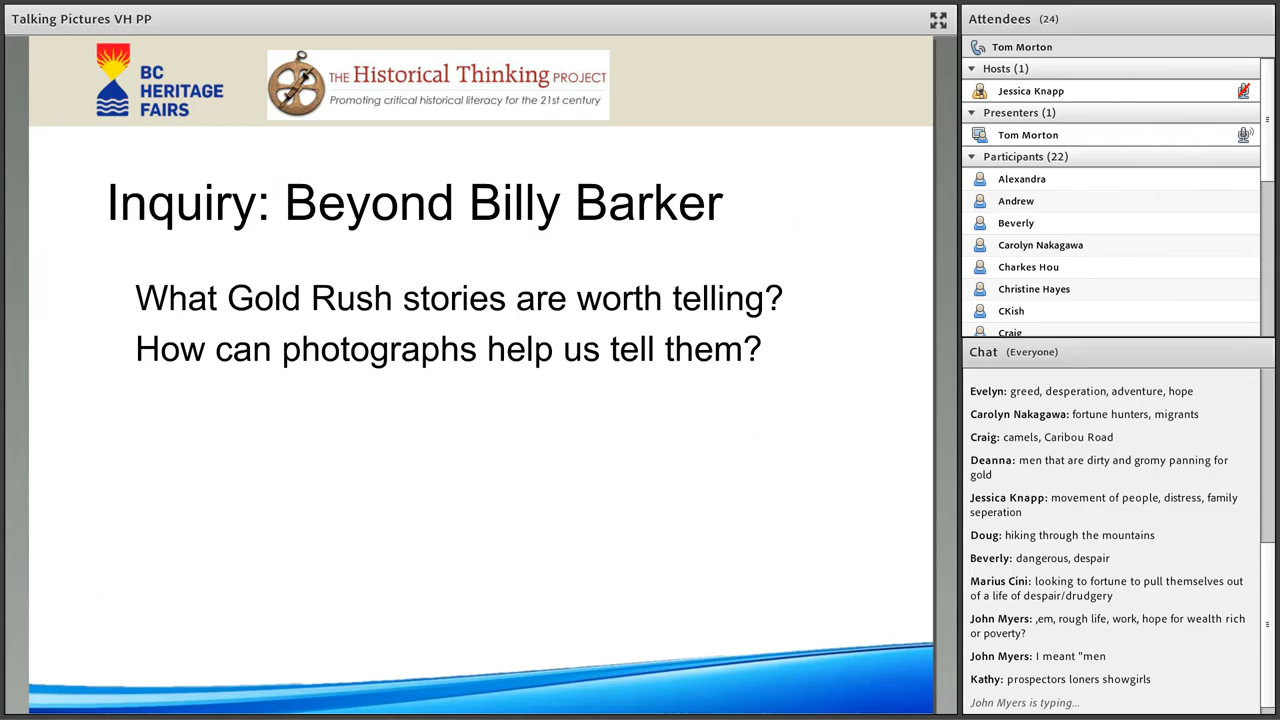 Talking Pictures VH PP
BC
HERITAGE
FAIRS
THE Historical Thinking PROJECT
Promoting critical historical literacy for the 21st century
Inquiry: Beyond Billy Barker
What Gold Rush stories are worth telling?
How can photographs help us tell them?
Attendees (24)
Tom Morton
Hosts (1)
Jessica Knapp
Presenters (1)
Tom Morton
Participants (22)
Alexandra
Andrew
Beverly
Carolyn Nakagawa
Charkes Hou
Christine Hayes
CKish
Craig
Chat (Everyone)
Evelyn: greed, desperation, adventure, hope
Carolyn Nakagawa: fortune hunters, migrants
Craig: camels, Caribou Road
Deanna: men that are dirty and gromy panning for
gold
Jessica Knapp: movement of people, distress, family
seperation
Doug: hiking through the mountains
Beverly: dangerous, despair
Marius Cini: looking to fortune to pull themselves out
of a life of despair/drudgery
John Myers: ,em, rough life, work, hope for wealth rich
or poverty?
John Myers: I meant "men
Kathy: prospectors loners showgirls
John Myers is typing...